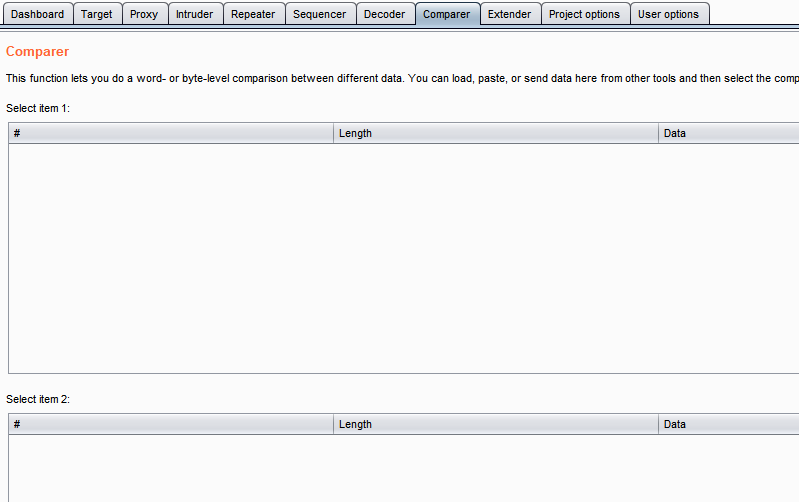 Dashboard Target Proxy Intruder Repeater Sequencer Decoder Comparer Extender Project options User options
Comparer
This function lets you do a word- or byte-level comparison between different data. You can load, paste, or send data here from other tools and then select the comp
Select item 1:
# Length Data
Select item 2:
# Length Data